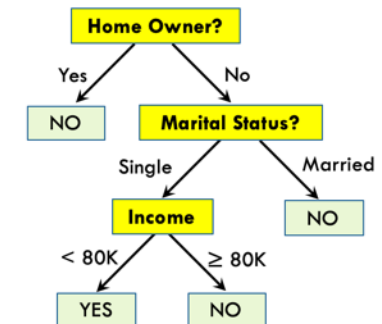 Home Owner?
Yes
No
NO
Marital Status?
Single
Married
Income
NO
< 80K
≥ 80K
YES
NO